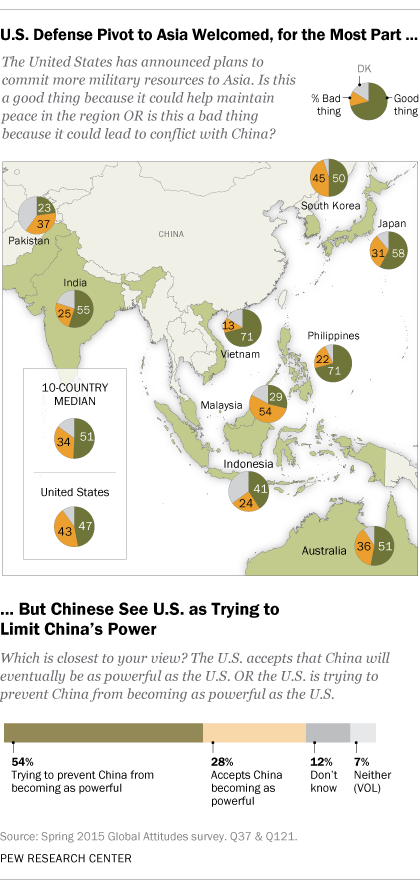 U.S. Defense Pivot to Asia Welcomed, for the Most Part ...
The United States has announced plans to
commit more military resources to Asia. Is this
a good thing because it could help maintain
peace in the region OR is this a bad thing
because it could lead to conflict with China?
DK
% Bad thing
Good thing
45 50
South Korea
23
37
Pakistan
CHINA
Japan
31 58
India
25 55
13
71
Vietnam
Philippines
22
71
Malaysia
29
54
10-COUNTRY
MEDIAN
34 51
United States
43 47
Indonesia
41
24
Australia
36 51
... But Chinese See U.S. as Trying to
Limit China's Power
Which is closest to your view? The U.S. accepts that China will
eventually be as powerful as the U.S. OR the U.S. is trying to
prevent China from becoming as powerful as the U.S.
54%
Trying to prevent China from
becoming as powerful
28%
Accepts China
becoming as
powerful
12%
Don't
know
7%
Neither
(VOL)
Source: Spring 2015 Global Attitudes survey. Q37 & Q121.
PEW RESEARCH CENTER